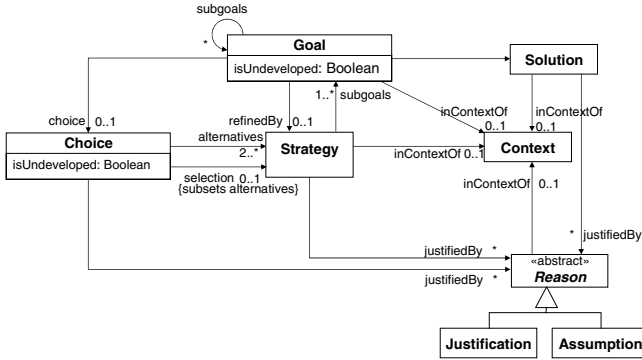 subgoals
*
Goal
isUndeveloped: Boolean
Solution
1..* subgoals
inContextOf
inContextOf
choice 0..1
refinedBy 0..1
0..1
0..1
Choice
isUndeveloped: Boolean
alternatives
2..*
Strategy
inContextOf 0..1
Context
selection 0..1
{subsets alternatives}
inContextOf 0..1
* justifiedBy
justifiedBy *
«abstract»
Reason
justifiedBy *
Justification
Assumption